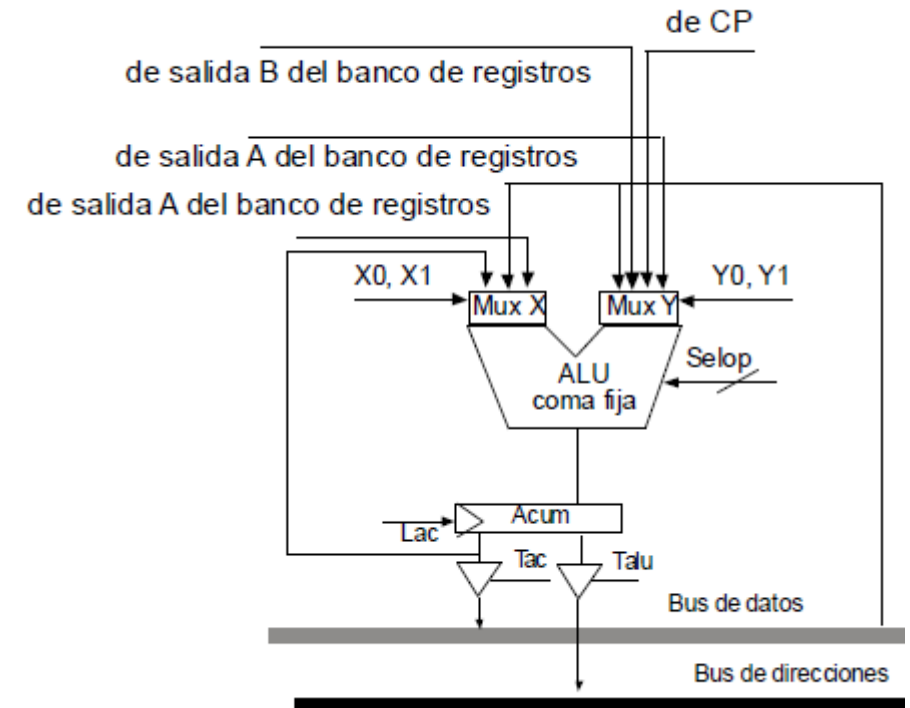 de CP
de salida B del banco de registros
de salida A del banco de registros
de salida A del banco de registros
X0, X1
Y0, Y1
Mux X
Mux Y
ALU
coma fija
Selop
Acum
Lac
Tac
Talu
Bus de datos
Bus de direcciones